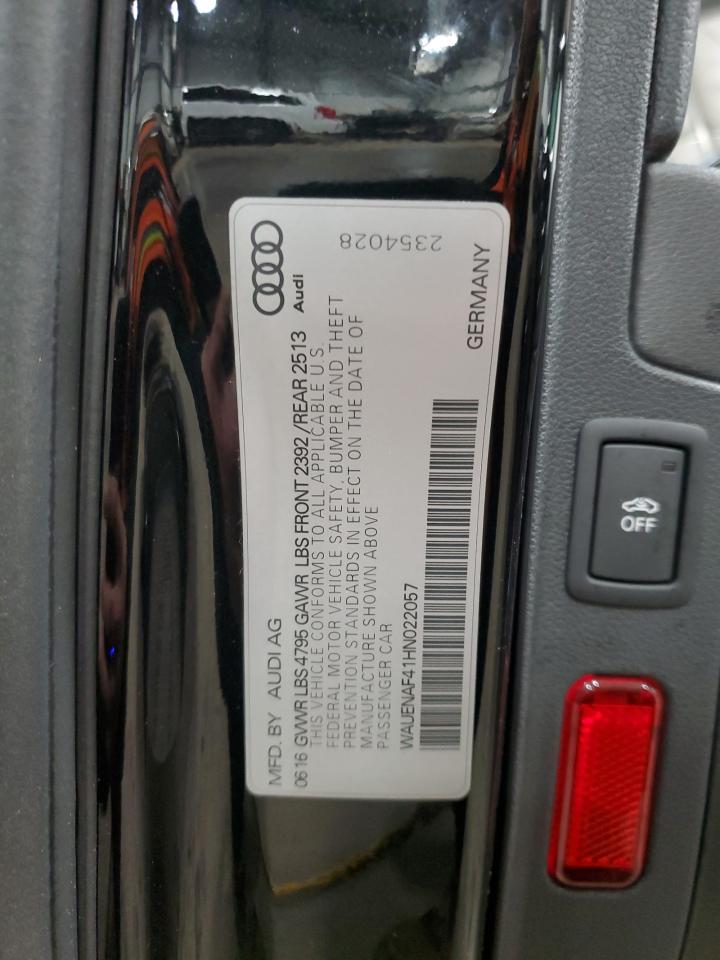 MFD. BY AUDI AG
Audi
0616 GVWR LBS 4795 GAWR LBS FRONT 2392 / REAR 2513
THIS VEHICLE CONFORMS TO ALL APPLICABLE U.S.
FEDERAL MOTOR VEHICLE SAFETY, BUMPER AND THEFT
PREVENTION STANDARDS IN EFFECT ON THE DATE OF
MANUFACTURE SHOWN ABOVE
PASSENGER CAR
2354028
WAUENAF41HN022057
GERMANY
OFF